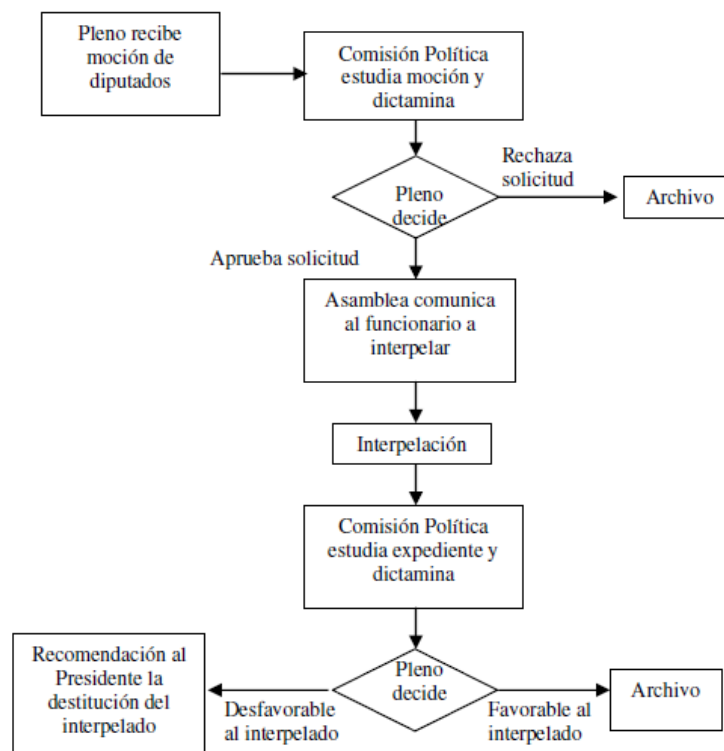 Pleno recibe
moción de
diputados
Comisión Política
estudia moción y
dictamina
Pleno
decide
Rechaza
solicitud
Archivo
Aprueba solicitud
Asamblea comunica
al funcionario a
interpelar
Interpelación
Comisión Política
estudia expediente y
dictamina
Pleno
decide
Recomendación al
Presidente la
destitución del
interpelado
Desfavorable
al interpelado
Favorable al
interpelado
Archivo